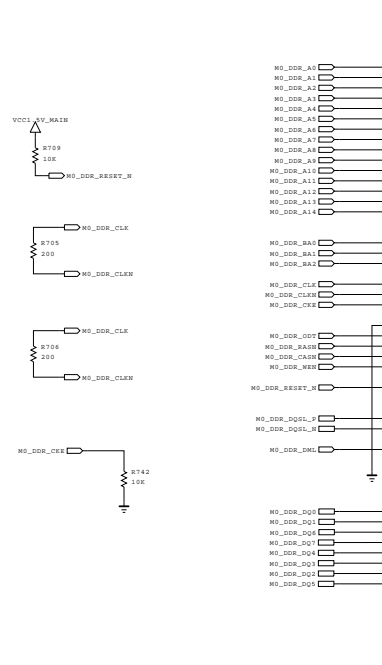 VCC1.5V_MAIN
R709
10K
M0_DDR_RESET_N
M0_DDR_CLK
R705
200
M0_DDR_CLKN
M0_DDR_CLK
R706
200
M0_DDR_CLKN
M0_DDR_CKE
R742
10K
M0_DDR_A0
M0_DDR_A1
M0_DDR_A2
M0_DDR_A3
M0_DDR_A4
M0_DDR_A5
M0_DDR_A6
M0_DDR_A7
M0_DDR_A8
M0_DDR_A9
M0_DDR_A10
M0_DDR_A11
M0_DDR_A12
M0_DDR_A13
M0_DDR_A14
M0_DDR_BA0
M0_DDR_BA1
M0_DDR_BA2
M0_DDR_CLK
M0_DDR_CLKN
M0_DDR_CKE
M0_DDR_ODT
M0_DDR_RASN
M0_DDR_CASN
M0_DDR_WEN
M0_DDR_RESET_N
M0_DDR_DQSL_P
M0_DDR_DQSL_N
M0_DDR_DML
M0_DDR_DQ0
M0_DDR_DQ1
M0_DDR_DQ6
M0_DDR_DQ7
M0_DDR_DQ4
M0_DDR_DQ3
M0_DDR_DQ2
M0_DDR_DQ5